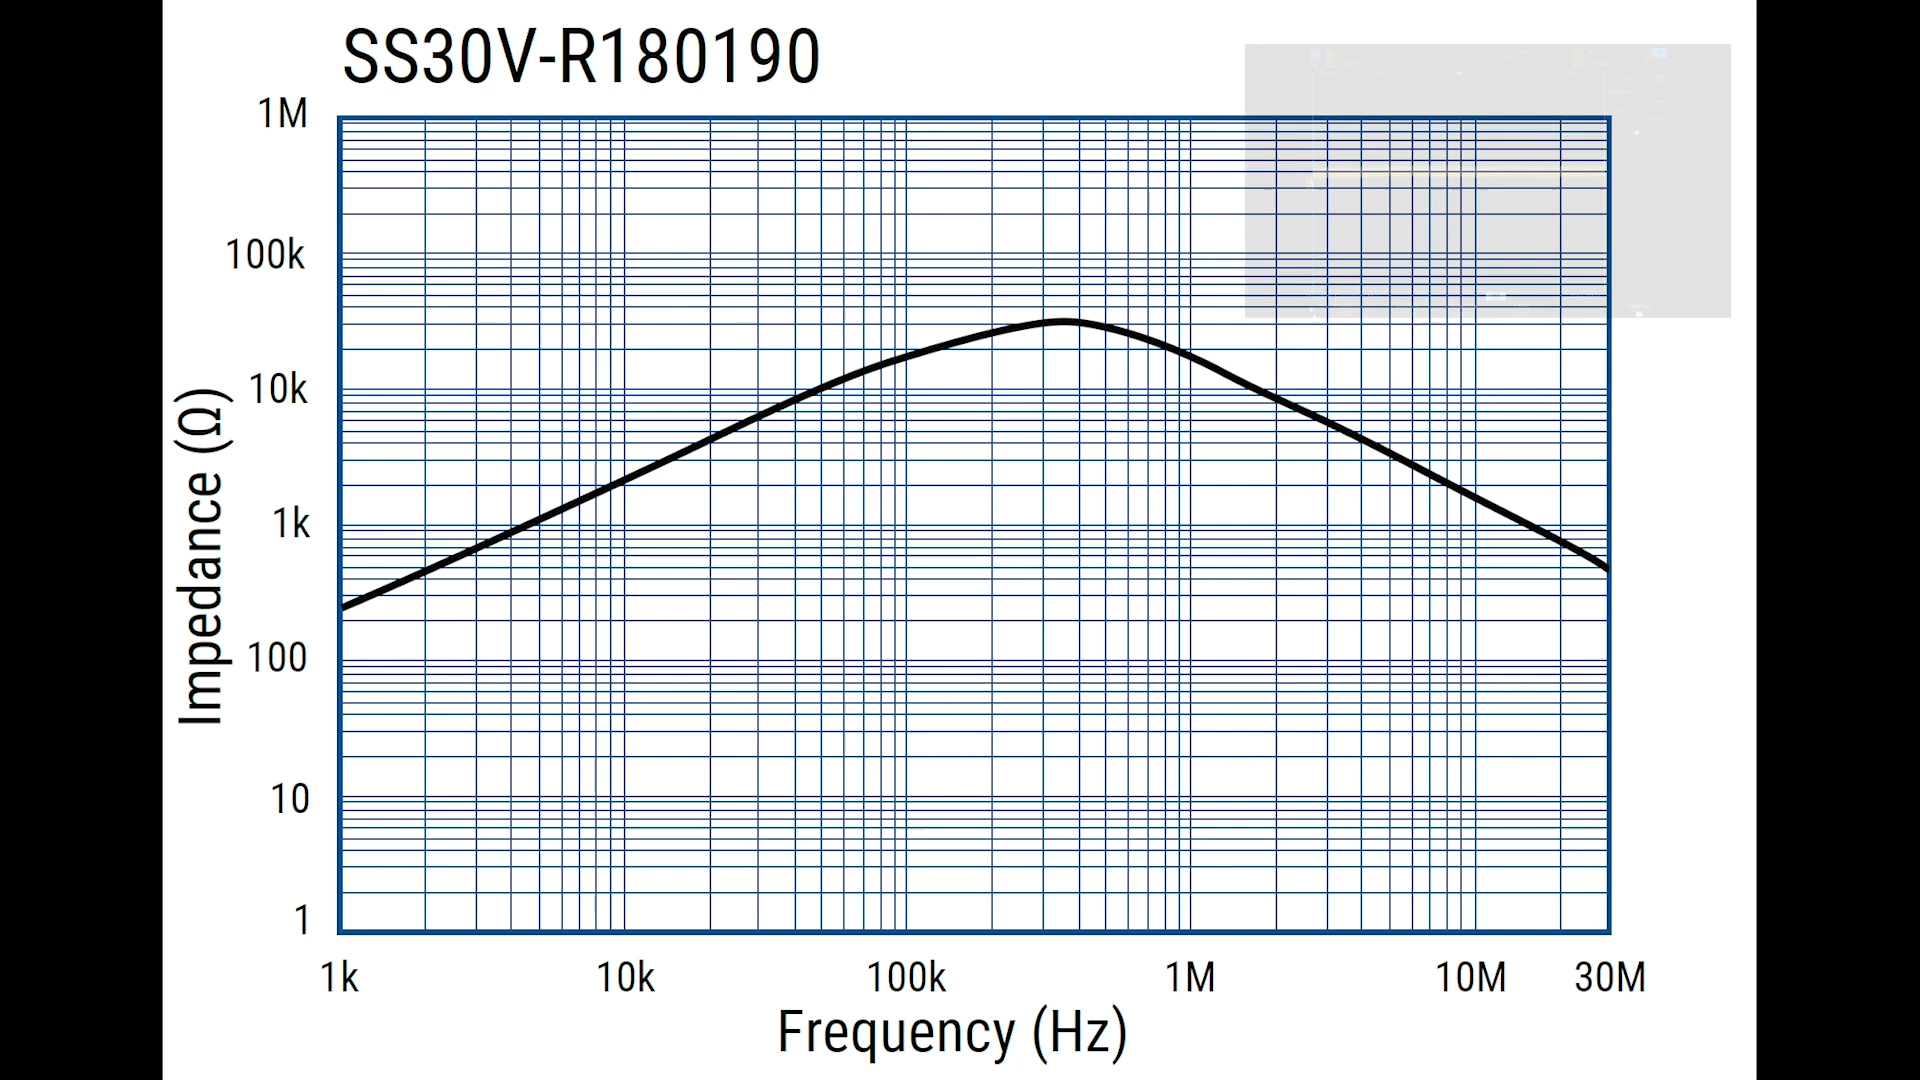 SS30V-R180190
1M
100k
10k
1k
100
10
1
Impedance (Ω)
1k 10k 100k 1M 10M 30M
Frequency (Hz)